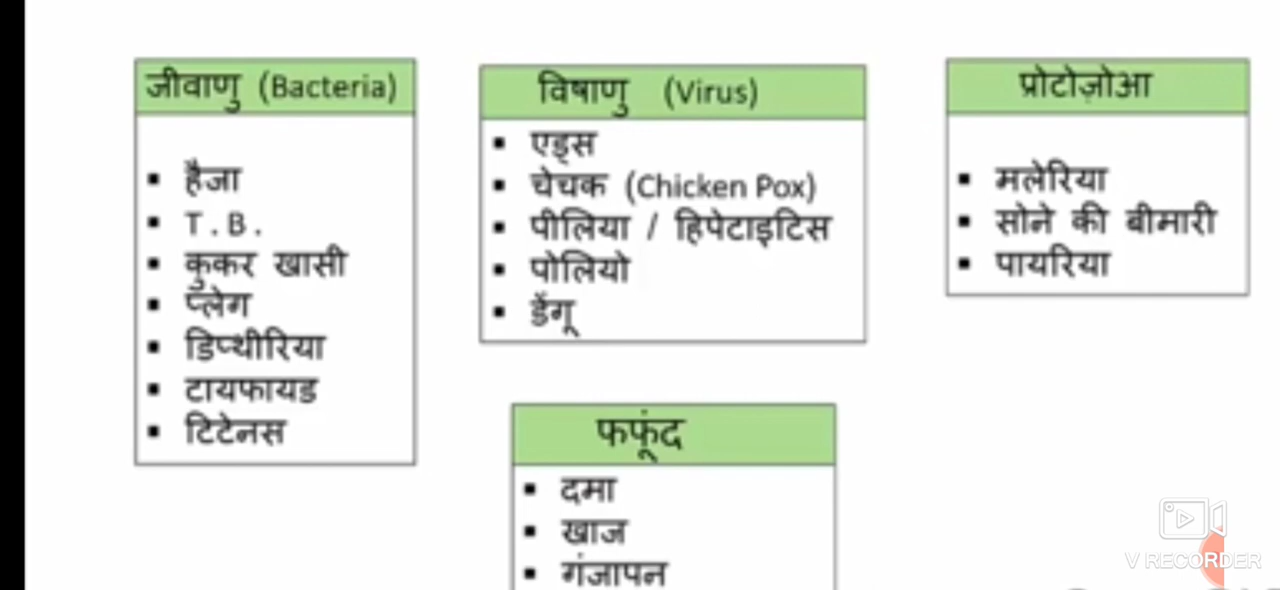 जीवाणु (Bacteria)
हैजा
T.B.
कुकर खासी
प्लेग
डिप्थीरिया
टायफायड
टिटेनस
विषाणु (Virus)
एड्स
चेचक (Chicken Pox)
पीलिया / हिपेटाइटिस
पोलियो
डेंगू
प्रोटोज़ोआ
मलेरिया
सोने की बीमारी
पायरिया
फफूंद
दमा
खाज
गंजापन
V RECORDER